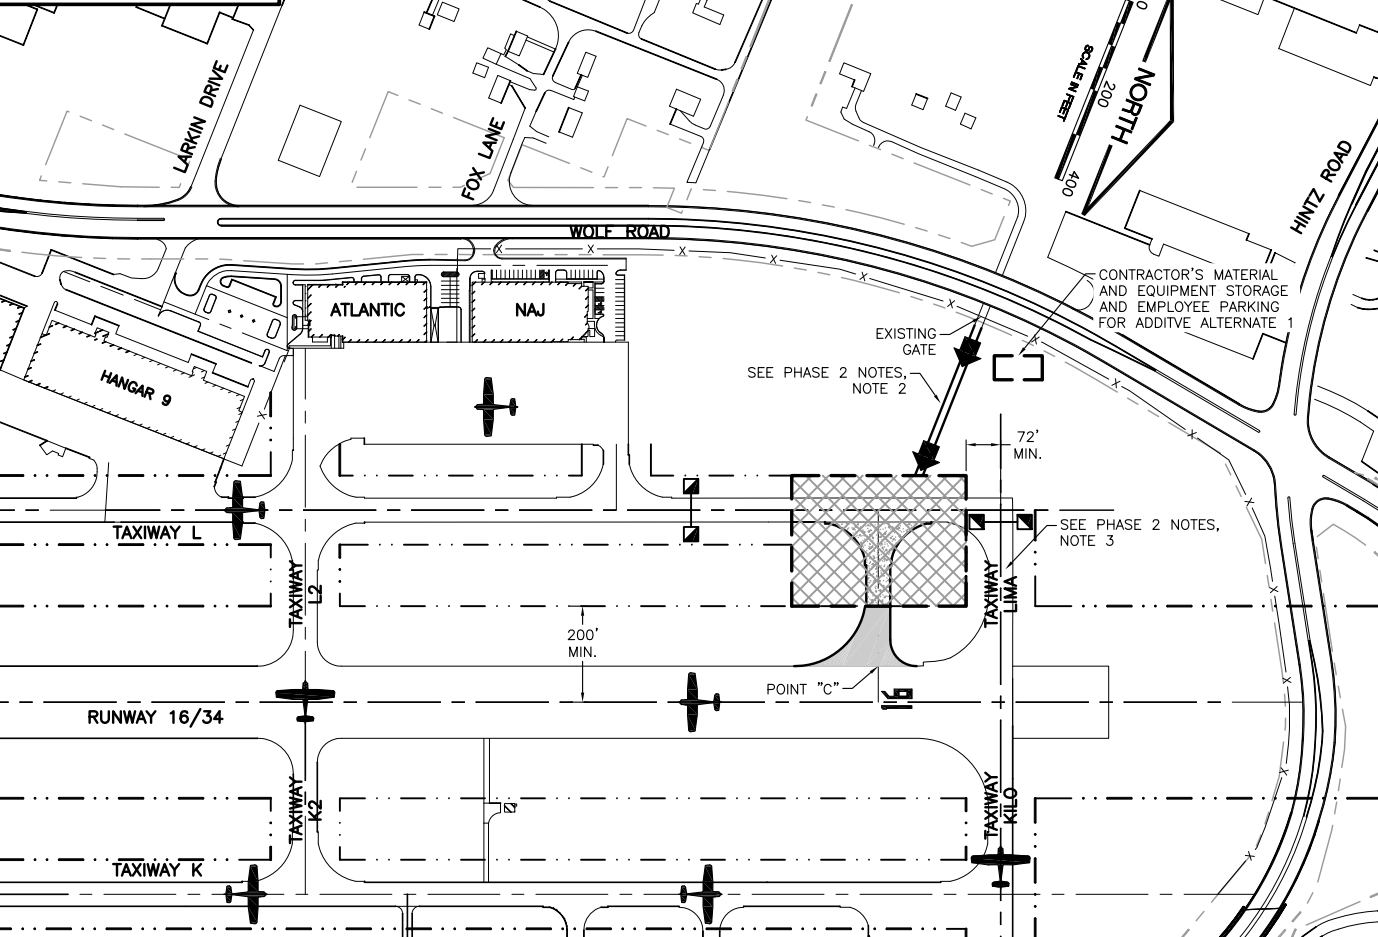 LARKIN DRIVE
FOX LANE
0
200
400
SCALE IN FEET
NORTH
HINTZ ROAD
WOLF ROAD
X X X X X X X X X X X X X X X X
CONTRACTOR'S MATERIAL
AND EQUIPMENT STORAGE
AND EMPLOYEE PARKING
FOR ADDITVE ALTERNATE 1
ATLANTIC
NAJ
EXISTING
GATE
HANGAR 9
SEE PHASE 2 NOTES,
NOTE 2
72'
MIN.
TAXIWAY L
SEE PHASE 2 NOTES,
NOTE 3
TAXIWAY
L2
TAXIWAY
LIMA
200'
MIN.
POINT "C"
16
RUNWAY 16/34
TAXIWAY
K2
TAXIWAY
KILO
TAXIWAY K